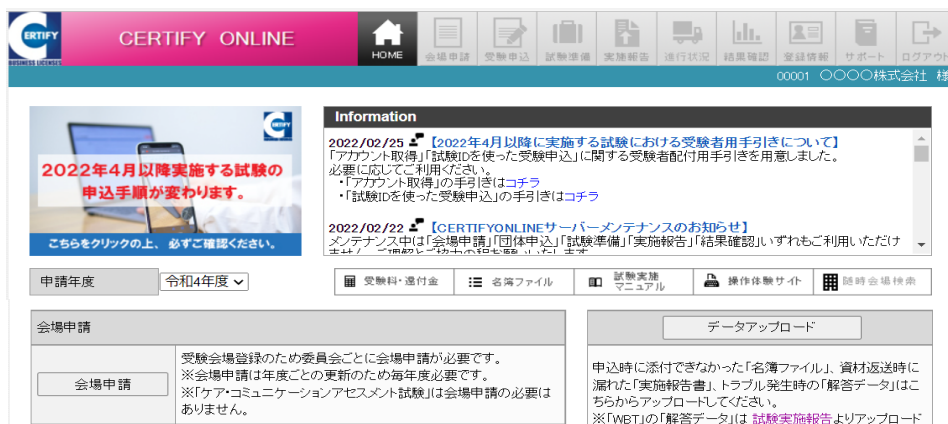 CERTIFY
BUSINESS LICENSES
CERTIFY ONLINE
HOME
会場申請
受験申込
試験準備
実施報告
進行状況
結果確認
登録情報
サポート
ログアウト
00001 〇〇〇〇株式会社 様
CERTIFY
2022年4月以降実施する試験の
申込手順が変わります。
こちらをクリックの上、必ずご確認ください。
Information
2022/02/25 【2022年4月以降に実施する試験における受験者用手引きについて】
「アカウント取得」「試験IDを使った受験申込」に関する受験者配付用手引きを用意しました。
必要に応じてご利用ください。
・「アカウント取得」の手引きはコチラ
・「試験IDを使った受験申込」の手引きはコチラ
2022/02/22 【CERTIFYONLINEサーバーメンテナンスのお知らせ】
メンテナンス中は「会場申請」「団体申込」「試験準備」「実施報告」「結果確認」いずれもご利用いただけ
ません。ご理解とご協力の程お願いいたします
申請年度
令和4年度
受験料・還付金
名簿ファイル
試験実施
マニュアル
操作体験サイト
随時会場検索
会場申請
会場申請
受験会場登録のため委員会ごとに会場申請が必要です。
※会場申請は年度ごとの更新のため毎年度必要です。
※「ケア・コミュニケーションアセスメント試験」は会場申請の必要は
ありません。
データアップロード
申込時に添付できなかった「名簿ファイル」、資材返送時に
漏れた「実施報告書」、トラブル発生時の「解答データ」はこ
ちらからアップロードしてください。
※「WBT」の「解答データ」は 試験実施報告よりアップロード